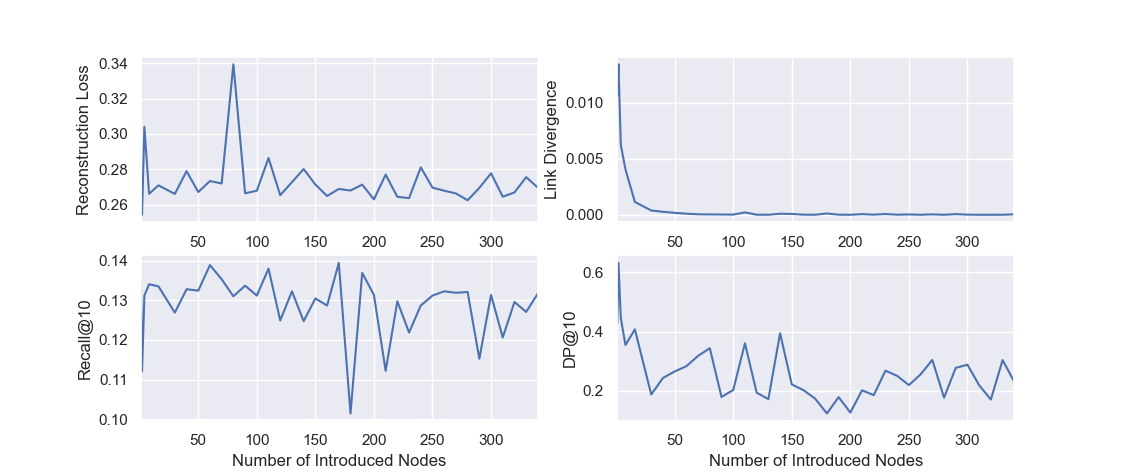 Reconstruction Loss
0.34
0.32
0.30
0.28
0.26
50 100 150 200 250 300
Link Divergence
0.010
0.005
0.000
50 100 150 200 250 300
Recall@10
0.14
0.13
0.12
0.11
0.10
50 100 150 200 250 300
Number of Introduced Nodes
DP@10
0.6
0.4
0.2
50 100 150 200 250 300
Number of Introduced Nodes